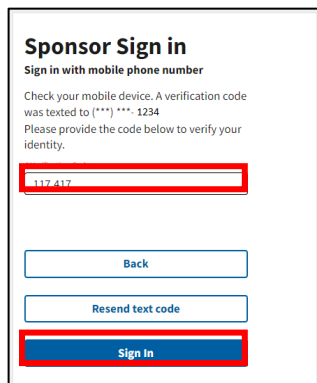 Sponsor Sign in
Sign in with mobile phone number
Check your mobile device. A verification code
was texted to (***) ***- 1234
Please provide the code below to verify your
identity.
117 417
Back
Resend text code
Sign In